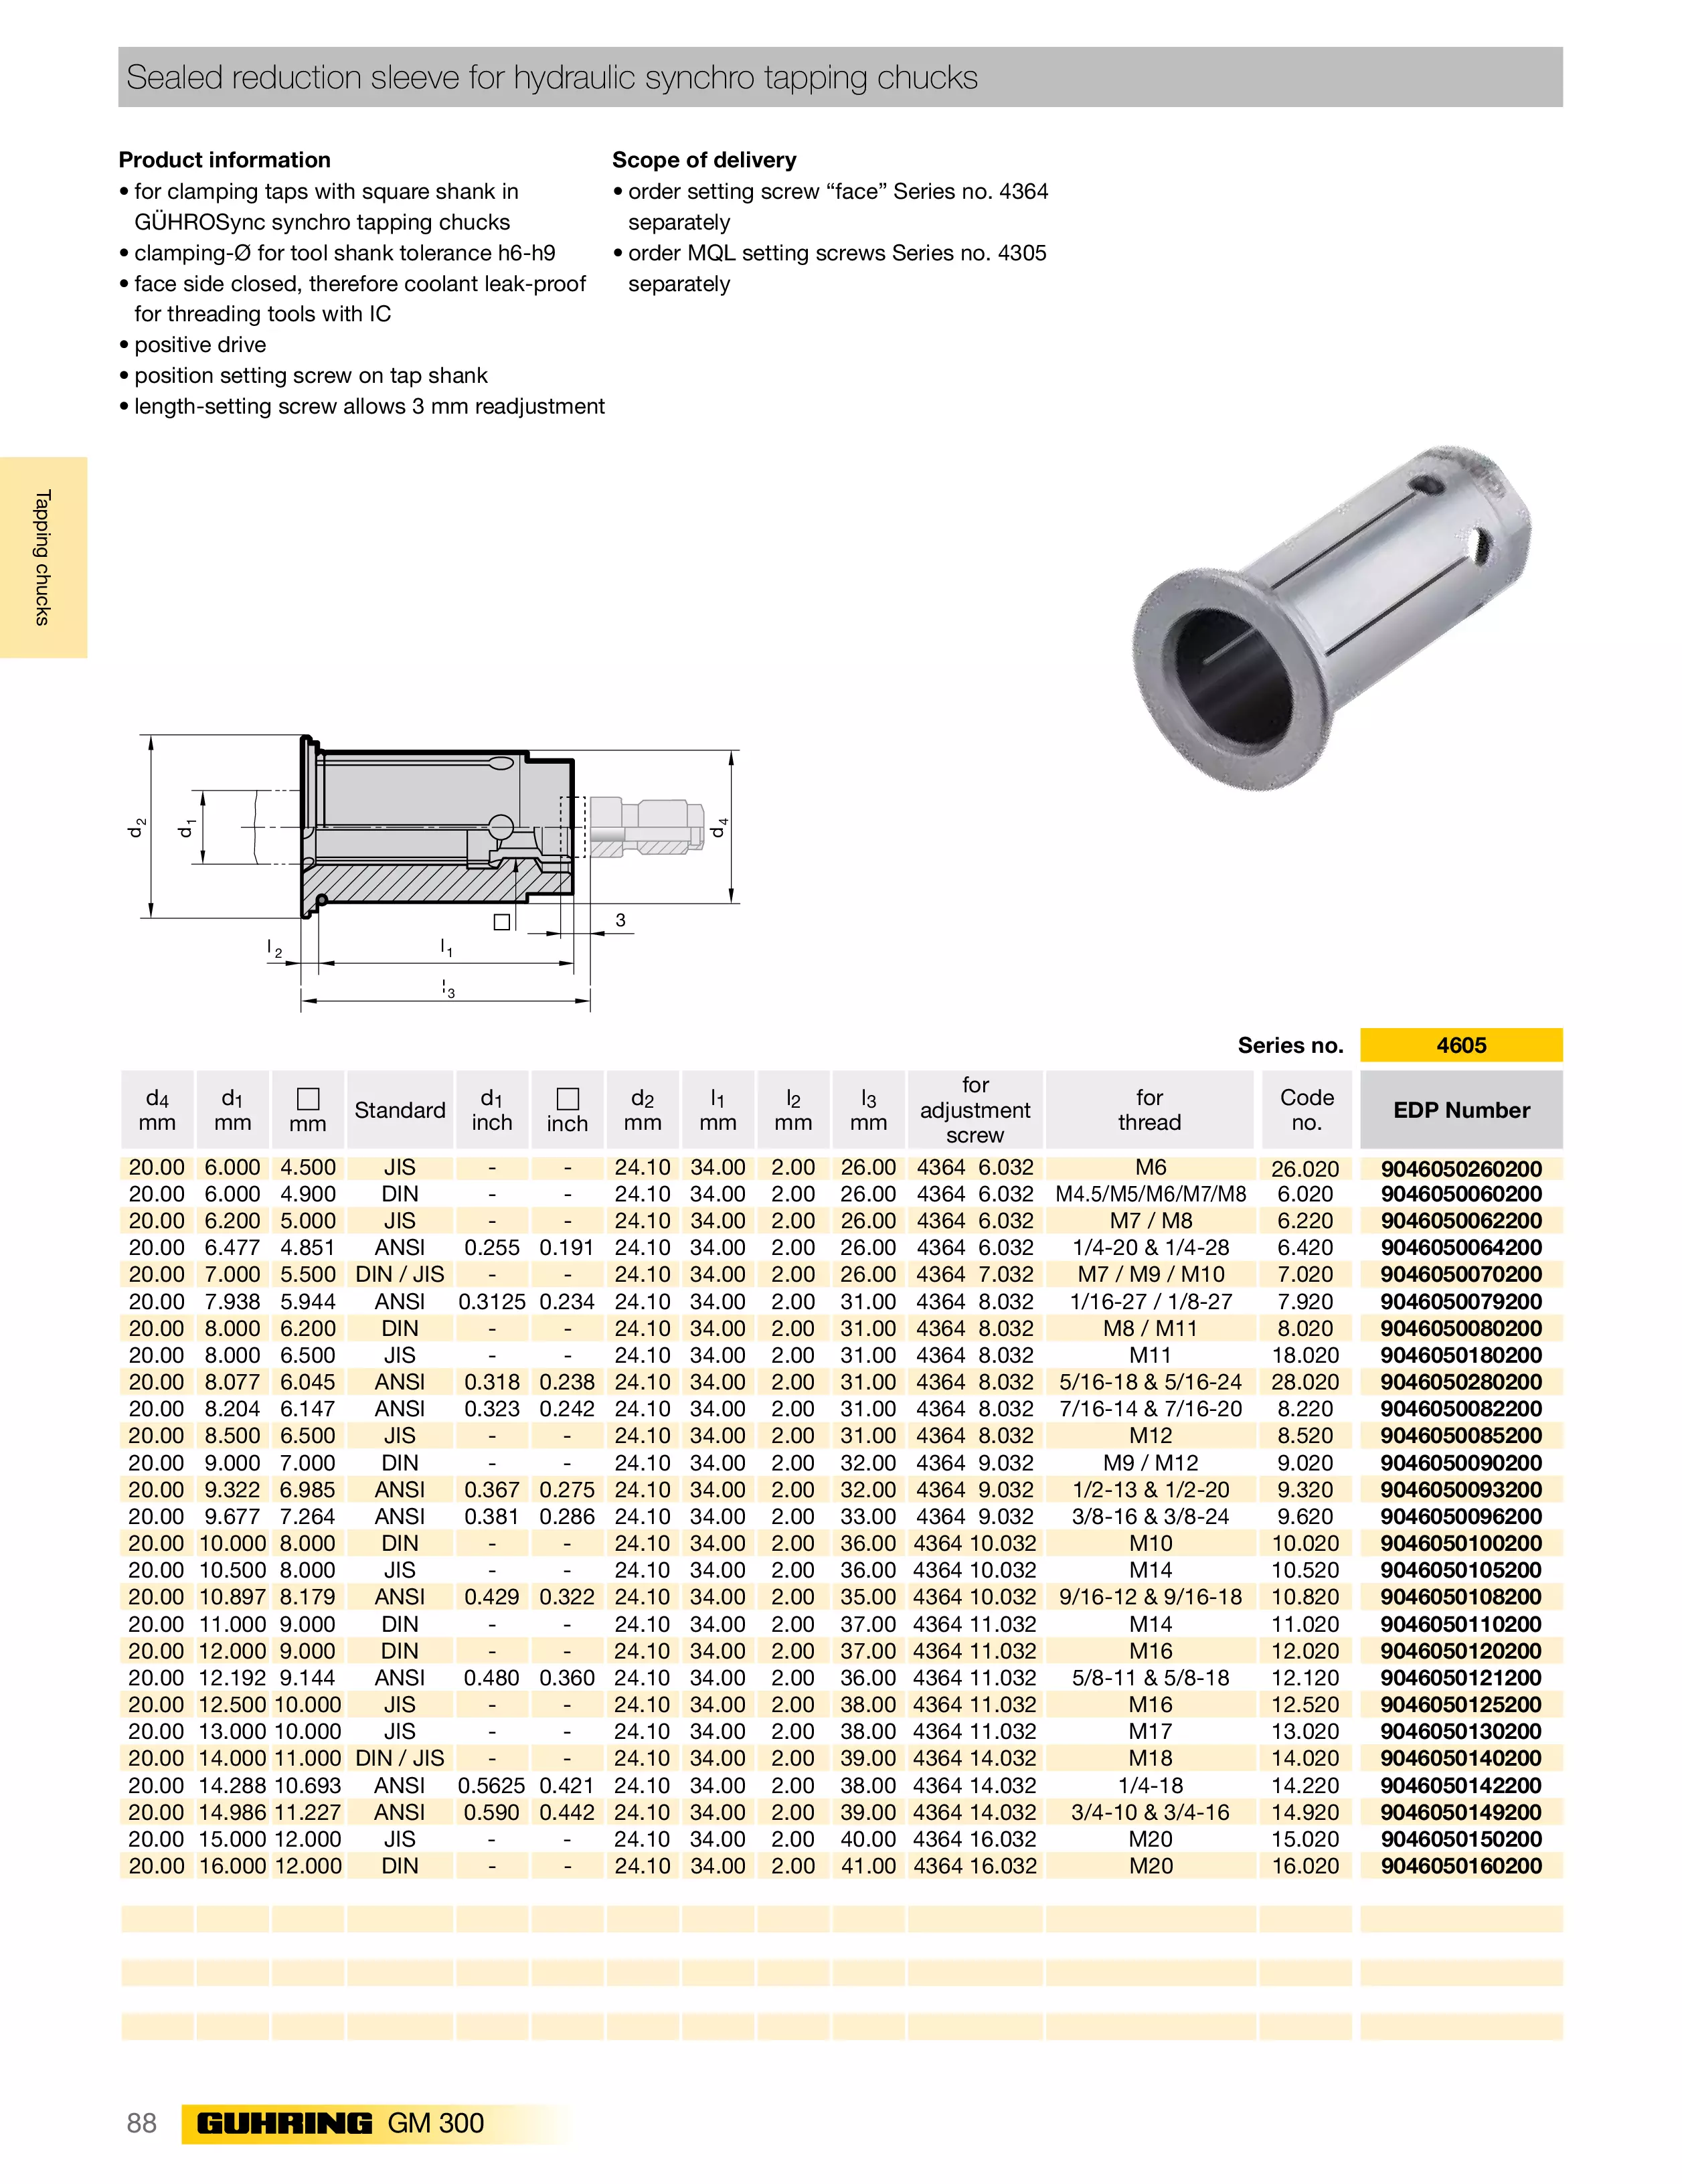 Sealed reduction sleeve for hydraulic synchro tapping chucks
Product information
• for clamping taps with square shank in
GÜHROSync synchro tapping chucks
• clamping-Ø for tool shank tolerance h6-h9
• face side closed, therefore coolant leak-proof
for threading tools with IC
• positive drive
• position setting screw on tap shank
• length-setting screw allows 3 mm readjustment
Scope of delivery
• order setting screw “face” Series no. 4364
separately
• order MQL setting screws Series no. 4305
separately
Tapping chucks
d2
d1
d4
3
l2
l1
l3
Series no. 4605
d4 mm d1 mm □ mm Standard d1 inch □ inch d2 mm l1 mm l2 mm l3 mm for adjustment screw for thread Code no. EDP Number
20.00 6.000 4.500 JIS - - 24.10 34.00 2.00 26.00 4364 6.032 M6 26.020 9046050260200
20.00 6.000 4.900 DIN - - 24.10 34.00 2.00 26.00 4364 6.032 M4.5/M5/M6/M7/M8 6.020 9046050060200
20.00 6.200 5.000 JIS - - 24.10 34.00 2.00 26.00 4364 6.032 M7 / M8 6.220 9046050062200
20.00 6.477 4.851 ANSI 0.255 0.191 24.10 34.00 2.00 26.00 4364 6.032 1/4-20 & 1/4-28 6.420 9046050064200
20.00 7.000 5.500 DIN / JIS - - 24.10 34.00 2.00 26.00 4364 7.032 M7 / M9 / M10 7.020 9046050070200
20.00 7.938 5.944 ANSI 0.3125 0.234 24.10 34.00 2.00 31.00 4364 8.032 1/16-27 / 1/8-27 7.920 9046050079200
20.00 8.000 6.200 DIN - - 24.10 34.00 2.00 31.00 4364 8.032 M8 / M11 8.020 9046050080200
20.00 8.000 6.500 JIS - - 24.10 34.00 2.00 31.00 4364 8.032 M11 18.020 9046050180200
20.00 8.077 6.045 ANSI 0.318 0.238 24.10 34.00 2.00 31.00 4364 8.032 5/16-18 & 5/16-24 28.020 9046050280200
20.00 8.204 6.147 ANSI 0.323 0.242 24.10 34.00 2.00 31.00 4364 8.032 7/16-14 & 7/16-20 8.220 9046050082200
20.00 8.500 6.500 JIS - - 24.10 34.00 2.00 31.00 4364 8.032 M12 8.520 9046050085200
20.00 9.000 7.000 DIN - - 24.10 34.00 2.00 32.00 4364 9.032 M9 / M12 9.020 9046050090200
20.00 9.322 6.985 ANSI 0.367 0.275 24.10 34.00 2.00 32.00 4364 9.032 1/2-13 & 1/2-20 9.320 9046050093200
20.00 9.677 7.264 ANSI 0.381 0.286 24.10 34.00 2.00 33.00 4364 9.032 3/8-16 & 3/8-24 9.620 9046050096200
20.00 10.000 8.000 DIN - - 24.10 34.00 2.00 36.00 4364 10.032 M10 10.020 9046050100200
20.00 10.500 8.000 JIS - - 24.10 34.00 2.00 36.00 4364 10.032 M14 10.520 9046050105200
20.00 10.897 8.179 ANSI 0.429 0.322 24.10 34.00 2.00 35.00 4364 10.032 9/16-12 & 9/16-18 10.820 9046050108200
20.00 11.000 9.000 DIN - - 24.10 34.00 2.00 37.00 4364 11.032 M14 11.020 9046050110200
20.00 12.000 9.000 DIN - - 24.10 34.00 2.00 37.00 4364 11.032 M16 12.020 9046050120200
20.00 12.192 9.144 ANSI 0.480 0.360 24.10 34.00 2.00 36.00 4364 11.032 5/8-11 & 5/8-18 12.120 9046050121200
20.00 12.500 10.000 JIS - - 24.10 34.00 2.00 38.00 4364 11.032 M16 12.520 9046050125200
20.00 13.000 10.000 JIS - - 24.10 34.00 2.00 38.00 4364 11.032 M17 13.020 9046050130200
20.00 14.000 11.000 DIN / JIS - - 24.10 34.00 2.00 39.00 4364 14.032 M18 14.020 9046050140200
20.00 14.288 10.693 ANSI 0.5625 0.421 24.10 34.00 2.00 38.00 4364 14.032 1/4-18 14.220 9046050142200
20.00 14.986 11.227 ANSI 0.590 0.442 24.10 34.00 2.00 39.00 4364 14.032 3/4-10 & 3/4-16 14.920 9046050149200
20.00 15.000 12.000 JIS - - 24.10 34.00 2.00 40.00 4364 16.032 M20 15.020 9046050150200
20.00 16.000 12.000 DIN - - 24.10 34.00 2.00 41.00 4364 16.032 M20 16.020 9046050160200
88 GUHRING GM 300